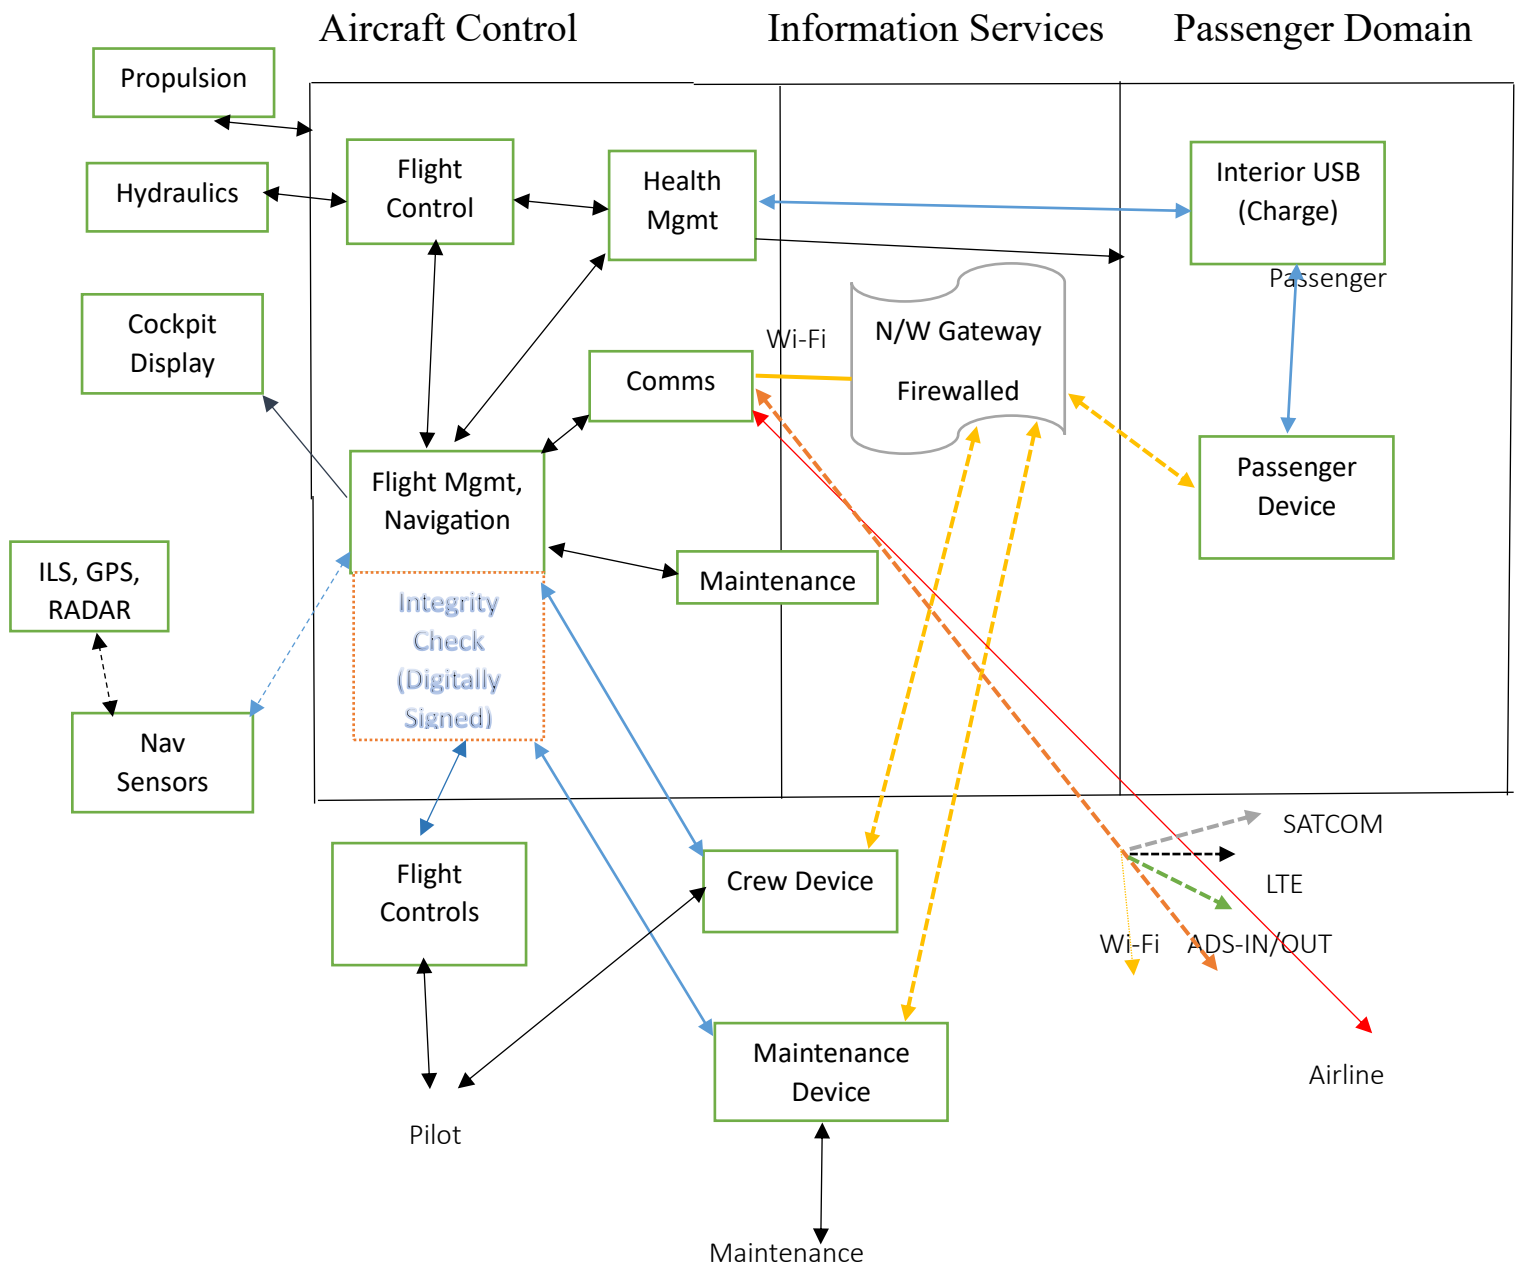 Aircraft Control
Information Services
Passenger Domain
Propulsion
Hydraulics
Flight
Control
Health
Mgmt
Interior USB
(Charge)
Passenger
Cockpit
Display
Wi-Fi
N/W Gateway
Firewalled
Comms
Flight Mgmt,
Navigation
Passenger
Device
ILS, GPS,
RADAR
Maintenance
Integrity
Check
(Digitally
Signed)
Nav
Sensors
SATCOM
Flight
Controls
Crew Device
LTE
Wi-Fi
ADS-IN/OUT
Maintenance
Device
Airline
Pilot
Maintenance